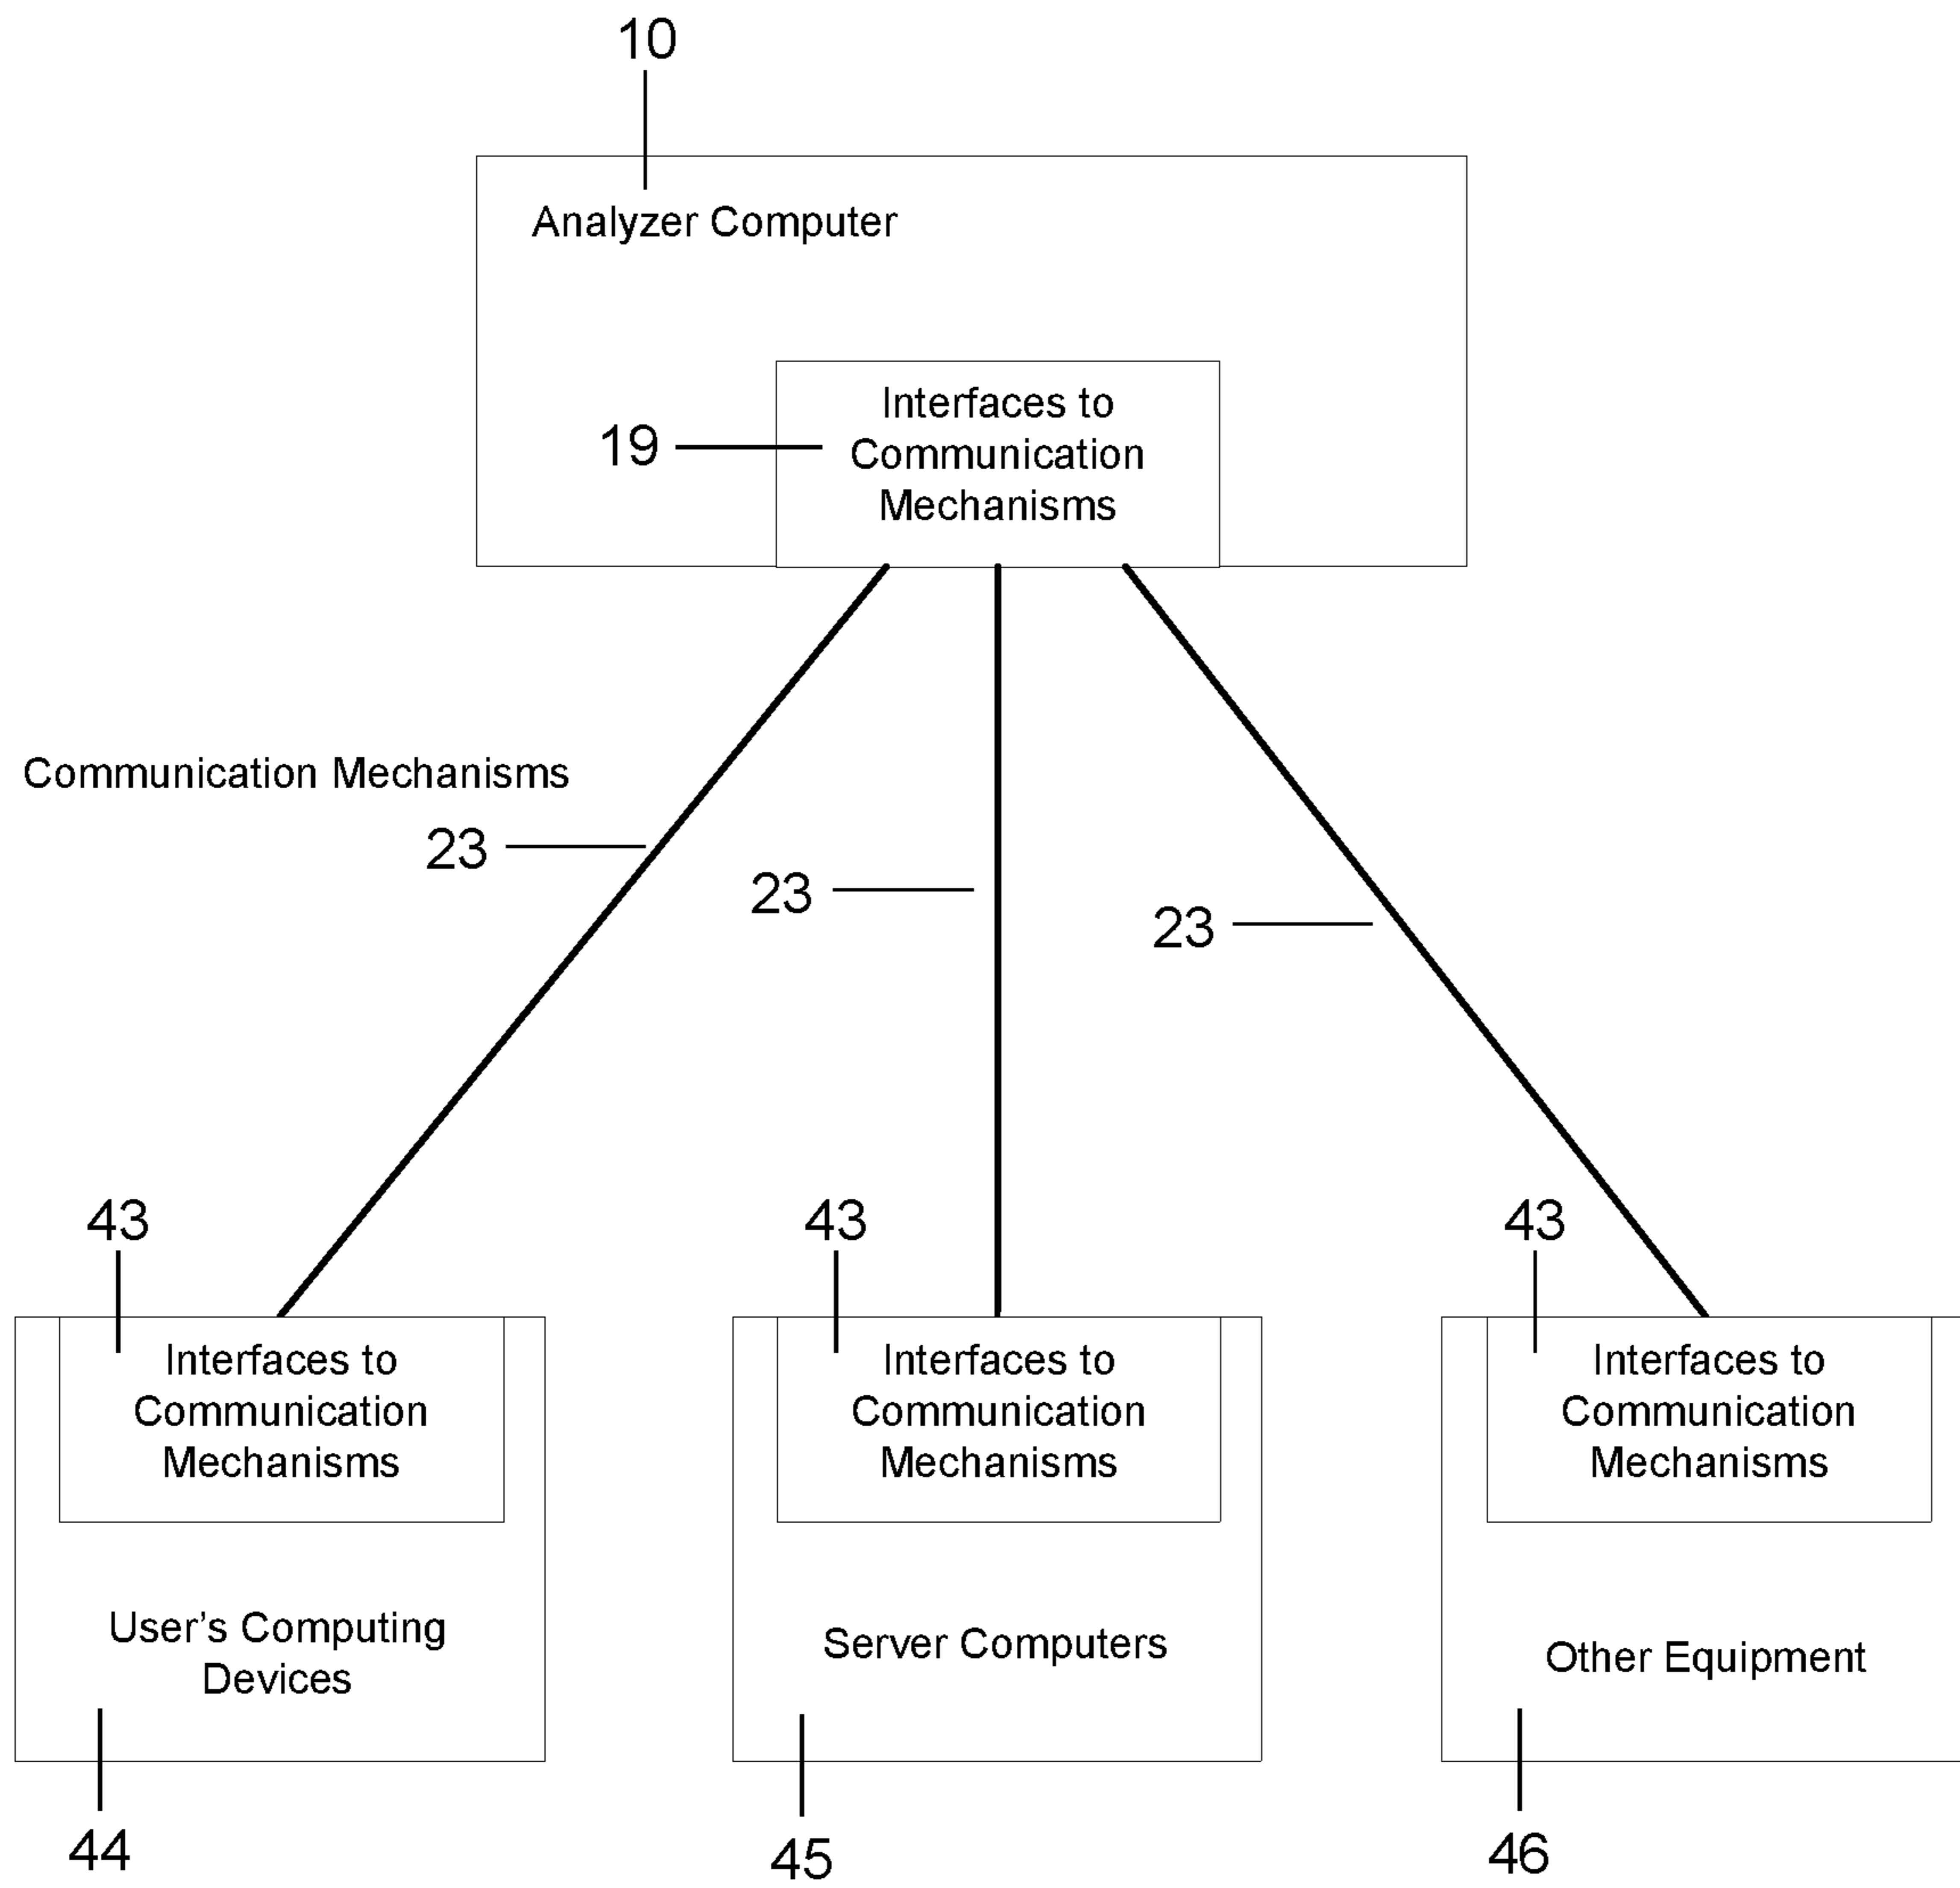 10
Analyzer Computer
Interfaces to
19
Communication
Mechanisms
Communication Mechanisms
23
23
23
43
43
43
Interfaces to
Communication
Mechanisms
Interfaces to
Communication
Mechanisms
Interfaces to
Communication
Mechanisms
User's Computing
Devices
Server Computers
Other Equipment
44
45
46